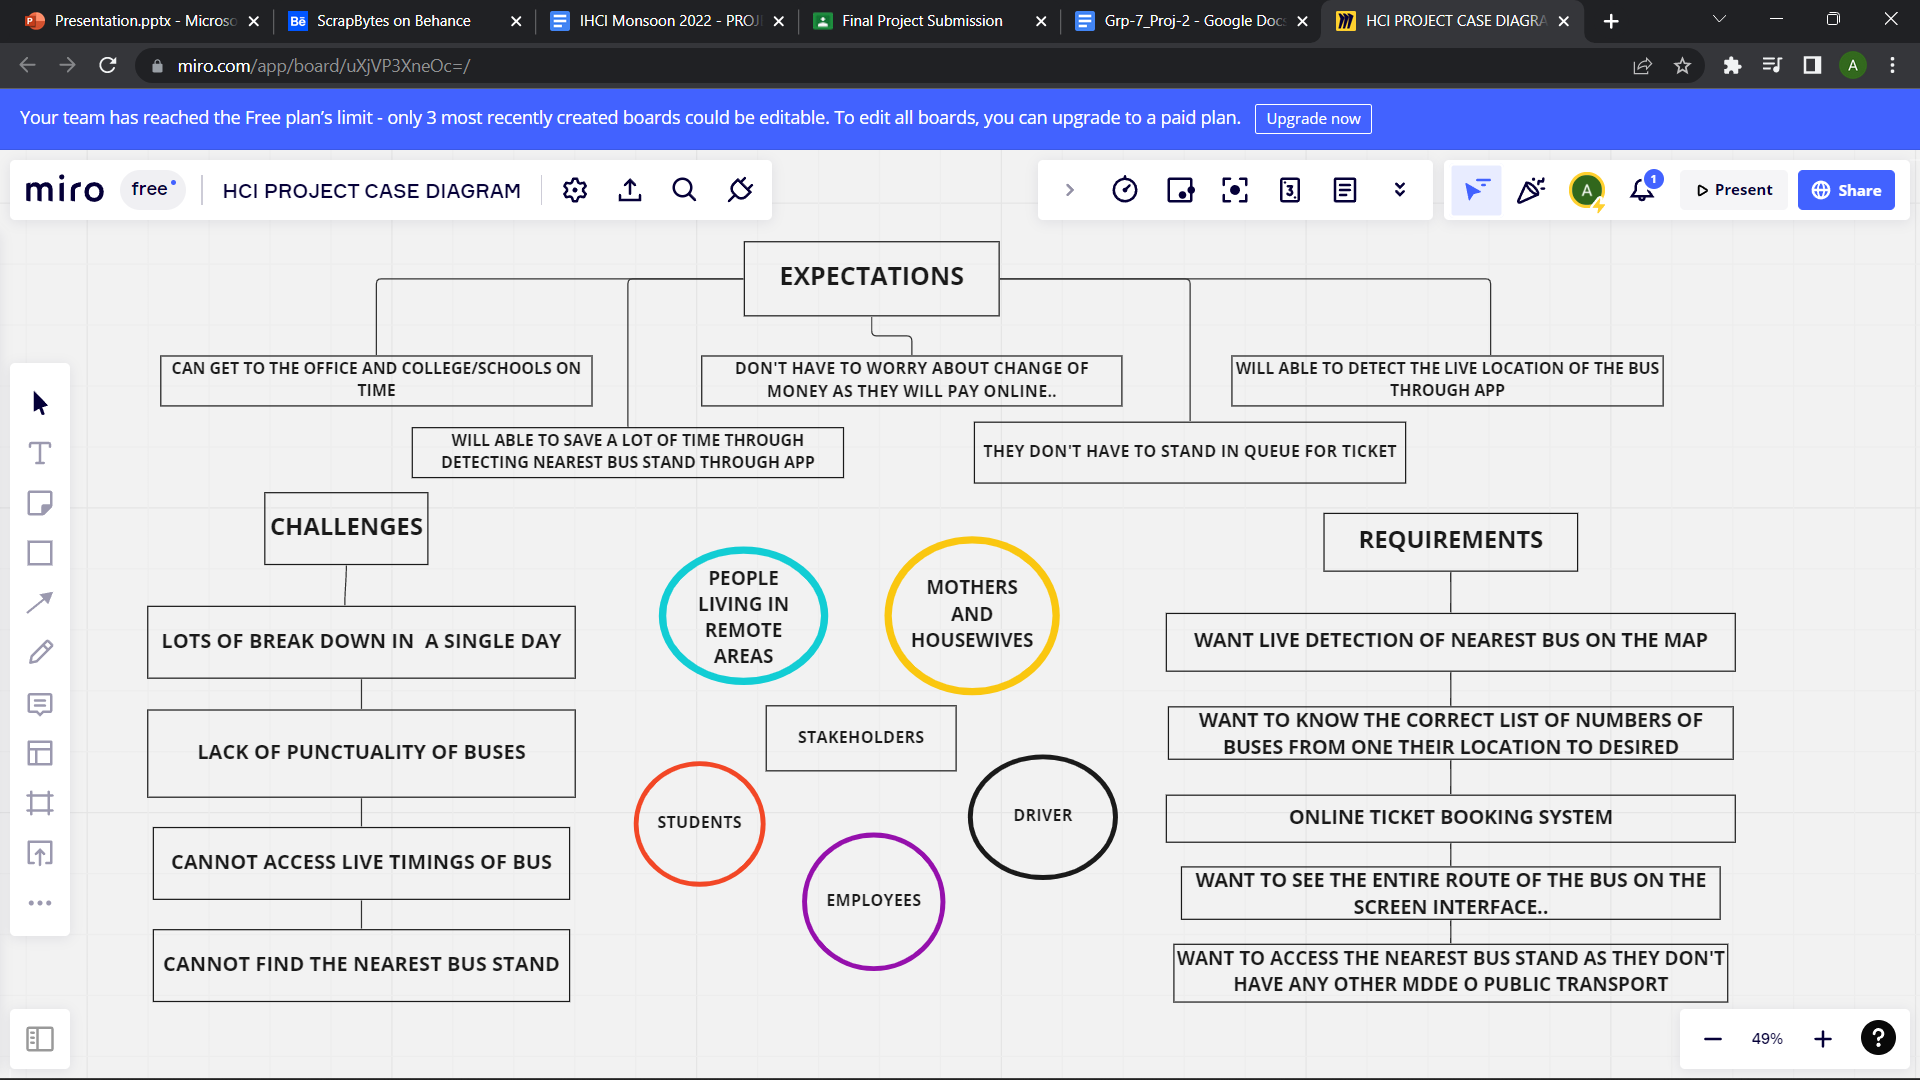 Presentation.pptx - Microso
ScrapBytes on Behance
IHCI Monsoon 2022 - PROJ
Final Project Submission
Grp-7_Proj-2 - Google Docs
HCI PROJECT CASE DIAGRA
miro.com/app/board/uXjVP3XneOc=/
A
Your team has reached the Free plan's limit - only 3 most recently created boards could be editable. To edit all boards, you can upgrade to a paid plan.
Upgrade now
miro
free
HCI PROJECT CASE DIAGRAM
3
A
1
Present
Share
EXPECTATIONS
CAN GET TO THE OFFICE AND COLLEGE/SCHOOLS ON
TIME
DON'T HAVE TO WORRY ABOUT CHANGE OF
MONEY AS THEY WILL PAY ONLINE..
WILL ABLE TO DETECT THE LIVE LOCATION OF THE BUS
THROUGH APP
WILL ABLE TO SAVE A LOT OF TIME THROUGH
DETECTING NEAREST BUS STAND THROUGH APP
THEY DON'T HAVE TO STAND IN QUEUE FOR TICKET
CHALLENGES
LOTS OF BREAK DOWN IN A SINGLE DAY
LACK OF PUNCTUALITY OF BUSES
CANNOT ACCESS LIVE TIMINGS OF BUS
CANNOT FIND THE NEAREST BUS STAND
PEOPLE
LIVING IN
REMOTE
AREAS
MOTHERS
AND
HOUSEWIVES
STAKEHOLDERS
STUDENTS
DRIVER
EMPLOYEES
REQUIREMENTS
WANT LIVE DETECTION OF NEAREST BUS ON THE MAP
WANT TO KNOW THE CORRECT LIST OF NUMBERS OF
BUSES FROM ONE THEIR LOCATION TO DESIRED
ONLINE TICKET BOOKING SYSTEM
WANT TO SEE THE ENTIRE ROUTE OF THE BUS ON THE
SCREEN INTERFACE..
WANT TO ACCESS THE NEAREST BUS STAND AS THEY DON'T
HAVE ANY OTHER MDDE O PUBLIC TRANSPORT
49%
?